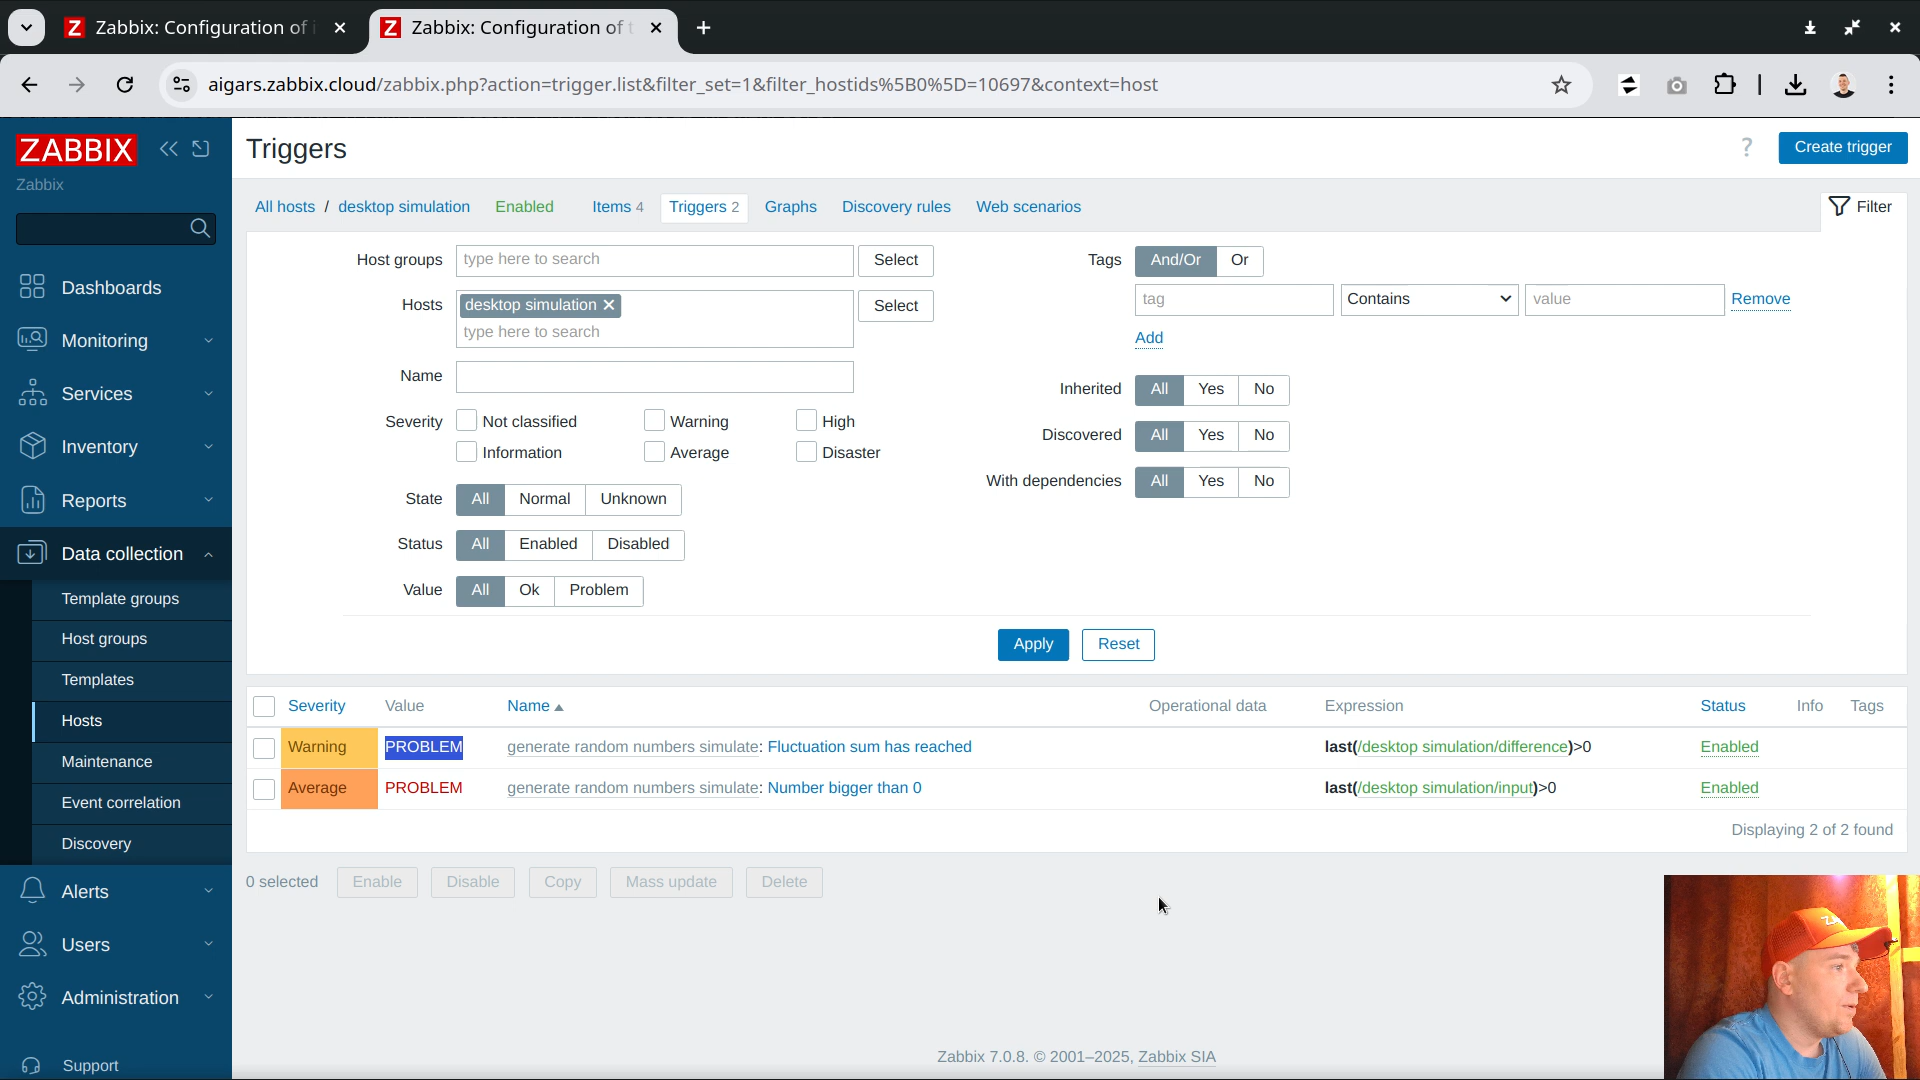 Zabbix: Configuration of
Zabbix: Configuration of t
aigars.zabbix.cloud/zabbix.php?action=trigger.list&filter_set=1&filter_hostids%5B0%5D=10697&context=host
ZABBIX
Zabbix
Dashboards
Monitoring
Services
Inventory
Reports
Data collection
Template groups
Host groups
Templates
Hosts
Maintenance
Event correlation
Discovery
Alerts
Users
Administration
Support
Triggers
? Create trigger
All hosts / desktop simulation Enabled Items 4 Triggers 2 Graphs Discovery rules Web scenarios
Filter
Host groups type here to search Select
Hosts desktop simulation Select
type here to search
Name
Severity Not classified Warning High
Information Average Disaster
State All Normal Unknown
Status All Enabled Disabled
Value All Ok Problem
Tags And/Or Or
tag Contains value Remove
Add
Inherited All Yes No
Discovered All Yes No
With dependencies All Yes No
Apply Reset
Severity Value Name Operational data Expression Status Info Tags
Warning PROBLEM generate random numbers simulate: Fluctuation sum has reached last(/desktop simulation/difference)>0 Enabled
Average PROBLEM generate random numbers simulate: Number bigger than 0 last(/desktop simulation/input)>0 Enabled
Displaying 2 of 2 found
0 selected Enable Disable Copy Mass update Delete
Zabbix 7.0.8. © 2001–2025, Zabbix SIA